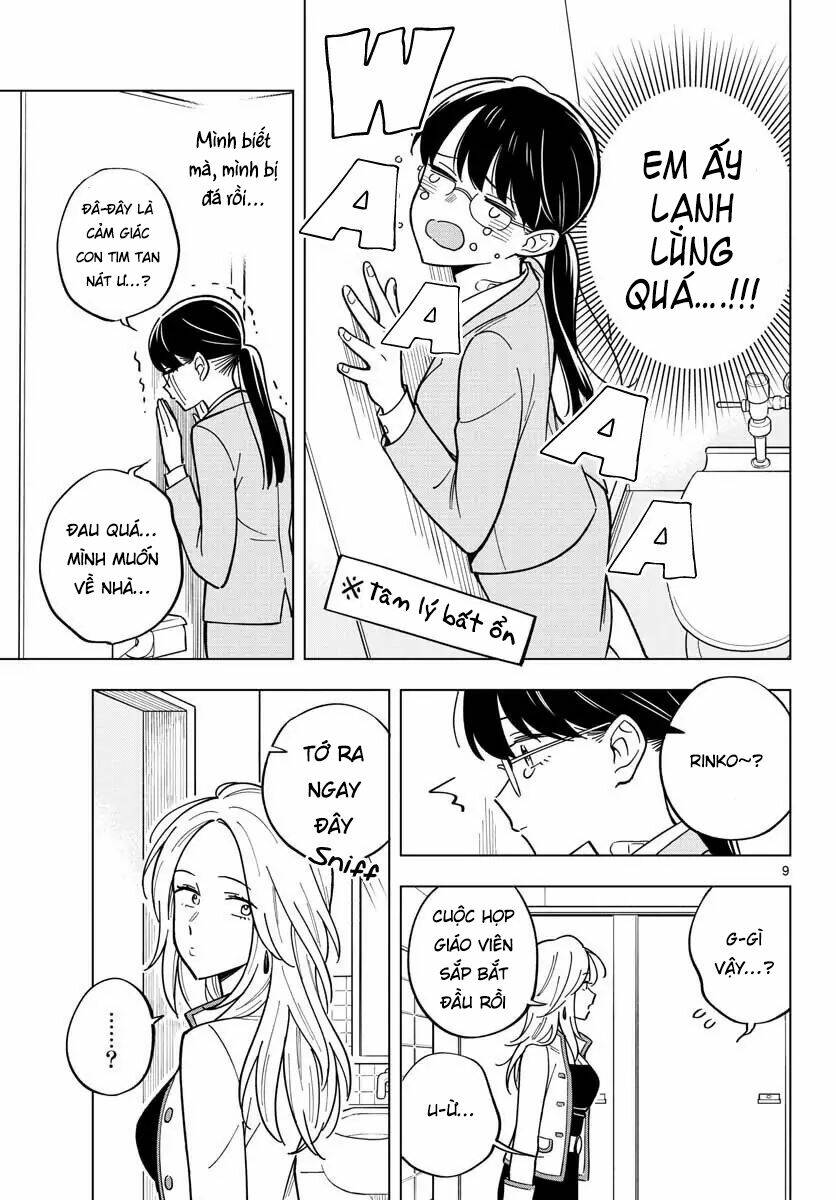 EM ẤY
LẠNH
LÙNG
QUÁ....!!!
WAAAAA
※ Tâm lý bất ổn
Mình biết
mà, mình bị
đá rồi...
ĐÂ-ĐÂY LÀ
CẢM GIÁC
CON TIM TAN
NÁT Ư...?
ĐAU QUÁ...
MÌNH MUỐN
VỀ NHÀ...
RINKO~?
9
G-GÌ
VẬY...?
CUỘC HỌP
GIÁO VIÊN
SẮP BẮT
ĐẦU RỒI
U-Ừ...
TỚ RA
NGAY
ĐÂY
Sniff
......
?